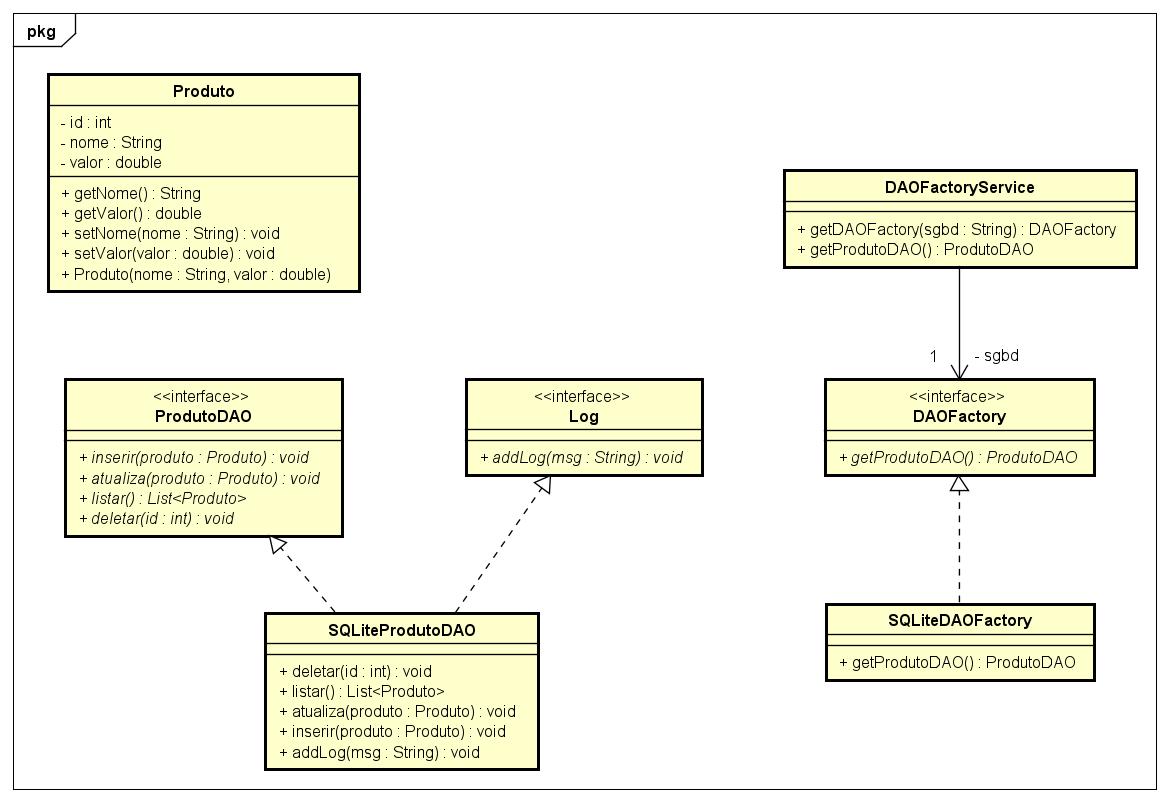 pkg
Produto
- id : int
- nome : String
- valor : double
+ getNome() : String
+ getValor() : double
+ setNome(nome : String) : void
+ setValor(valor : double) : void
+ Produto(nome : String, valor : double)
DAOFactoryService
+ getDAOFactory(sgbd : String) : DAOFactory
+ getProdutoDAO() : ProdutoDAO
1
- sgbd
<<interface>>
ProdutoDAO
+ inserir(produto : Produto) : void
+ atualiza(produto : Produto) : void
+ listar() : List<Produto>
+ deletar(id : int) : void
<<interface>>
Log
+ addLog(msg : String) : void
<<interface>>
DAOFactory
+ getProdutoDAO() : ProdutoDAO
SQLiteProdutoDAO
+ deletar(id : int) : void
+ listar() : List<Produto>
+ atualiza(produto : Produto) : void
+ inserir(produto : Produto) : void
+ addLog(msg : String) : void
SQLiteDAOFactory
+ getProdutoDAO() : ProdutoDAO